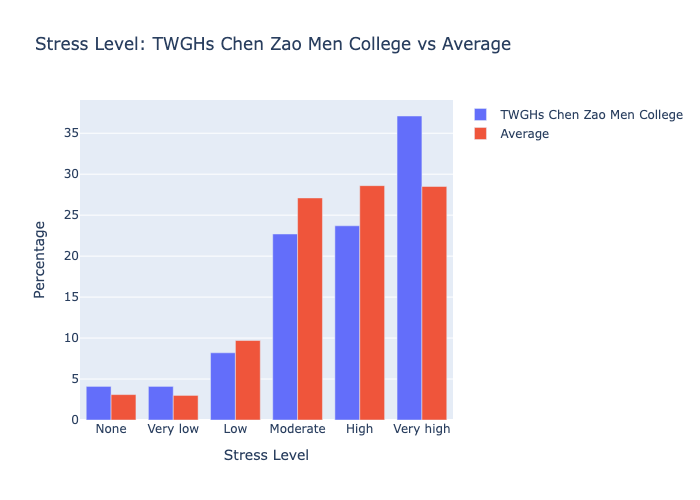 Stress Level: TWGHs Chen Zao Men College vs Average
TWGHs Chen Zao Men College
Average
Percentage
35
30
25
20
15
10
5
0
None Very low Low Moderate High Very high
Stress Level